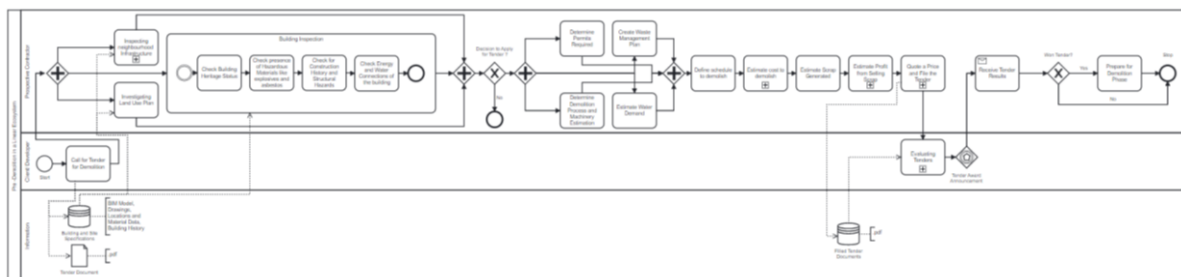 Pre-Demolition in a Linear Ecosystem
Prospective Contractor
Inspecting
neighbourhood
Infrastructure
Investigating
Land Use Plan
Building Inspection
Check Building
Heritage Status
Check presence
of Hazardous
Materials like
explosives and
asbestos
Check for
Construction
History and
Structural
Hazards
Check Energy
and Water
Connections of
the building
Decision to Apply
for Tender ?
No
Determine
Permits
Required
Create Waste
Management
Plan
Determine
Demolition
Process and
Machinery
Estimation
Estimate Water
Demand
Define schedule
to demolish
Estimate cost to
demolish
Estimate Scrap
Generated
Estimate Profit
from Selling
Scrap
Quote a Price
and File the
Tender
Receive Tender
Results
Won Tender?
Yes
No
Prepare for
Demolition
Phase
Stop
Developer
Start
Call for Tender
for Demolition
Evaluating
Tenders
Tender Award
Announcement
Information
BIM Model,
Drawings,
Locations and
Material Data,
Building History
Building and Site
Specifications
Tender Document
pdf
Filled Tender
Documents
pdf